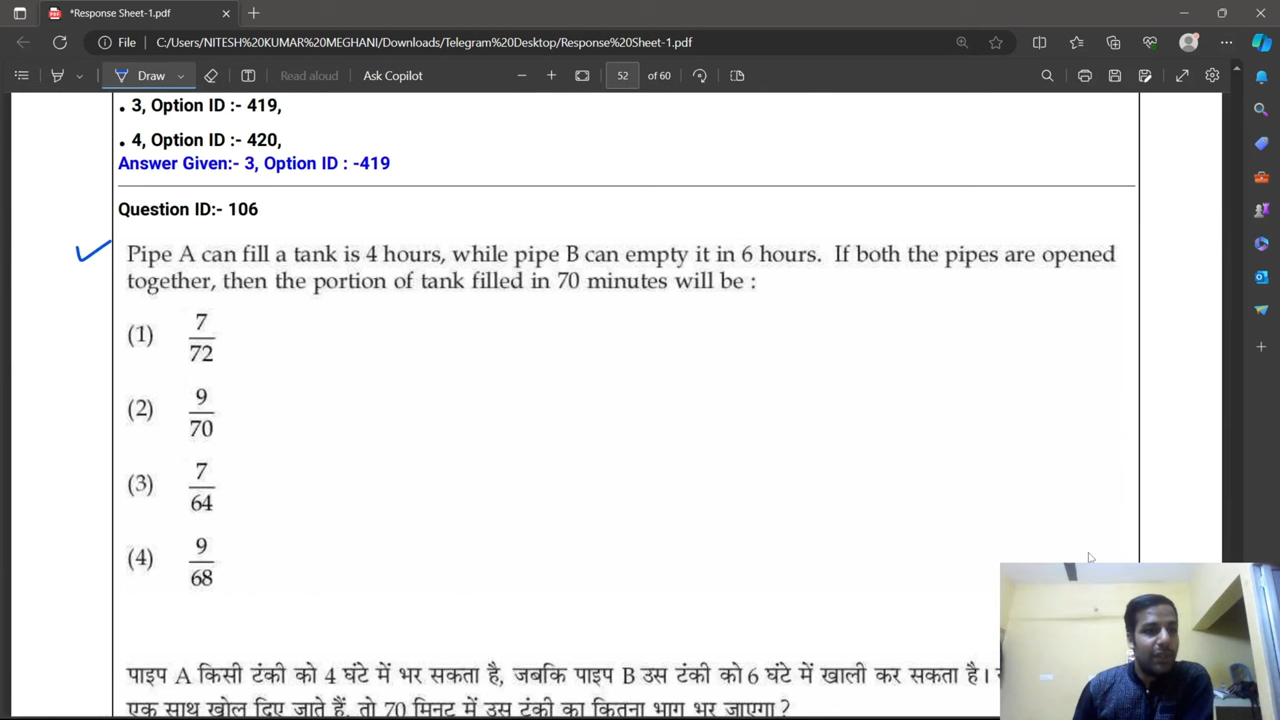 *Response Sheet-1.pdf
File C:/Users/NITESH%20KUMAR%20MEGHANI/Downloads/Telegram%20Desktop/Response%20Sheet-1.pdf
Draw Read aloud Ask Copilot 52 of 60
. 3, Option ID :- 419,
. 4, Option ID :- 420,
Answer Given:- 3, Option ID : -419
Question ID:- 106
Pipe A can fill a tank is 4 hours, while pipe B can empty it in 6 hours. If both the pipes are opened
together, then the portion of tank filled in 70 minutes will be :
(1) 7/72
(2) 9/70
(3) 7/64
(4) 9/68
पाइप A किसी टंकी को 4 घंटे में भर सकता है, जबकि पाइप B उस टंकी को 6 घंटे में खाली कर सकता है।
एक साथ खोल दिए जाते हैं, तो 70 मिनट में उस टंकी का कितना भाग भर जाएगा ?